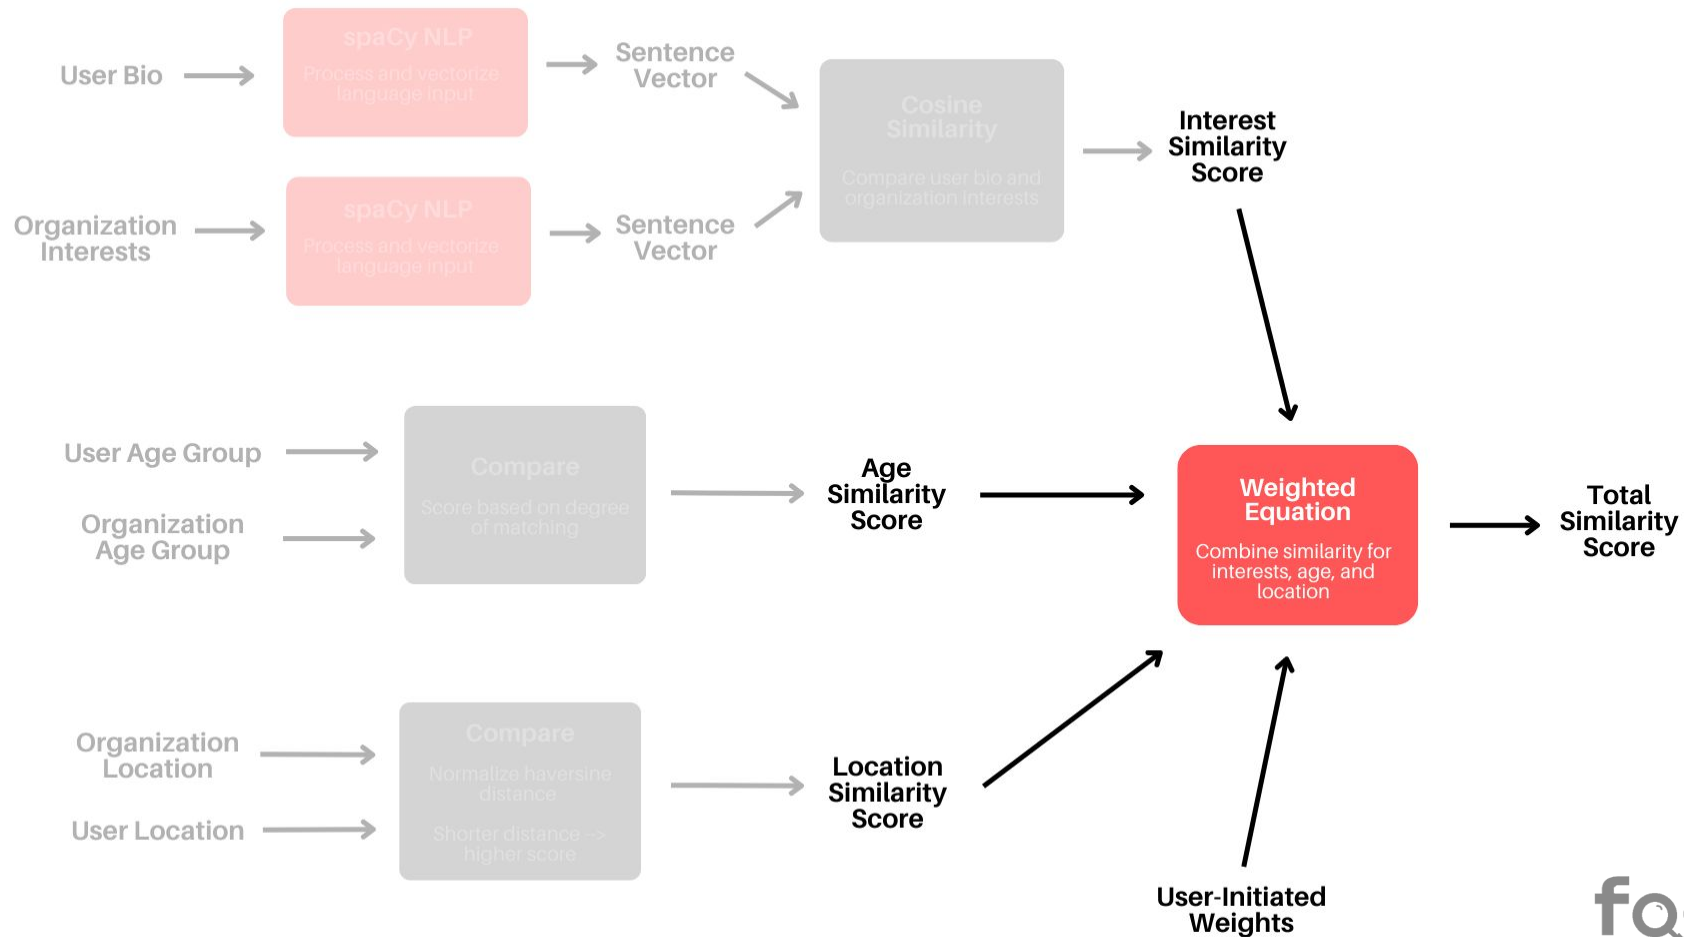 User Bio
spaCy NLP
Process and vectorize
language input
Sentence
Vector
Organization
Interests
spaCy NLP
Process and vectorize
language input
Sentence
Vector
Cosine
Similarity
Compare user bio and
organization interests
Interest
Similarity
Score
User Age Group
Organization
Age Group
Compare
Score based on degree
of matching
Age
Similarity
Score
Weighted
Equation
Combine similarity for
interests, age, and
location
Total
Similarity
Score
Organization
Location
User Location
Compare
Normalize haversine
distance
Shorter distance -->
higher score
Location
Similarity
Score
User-Initiated
Weights